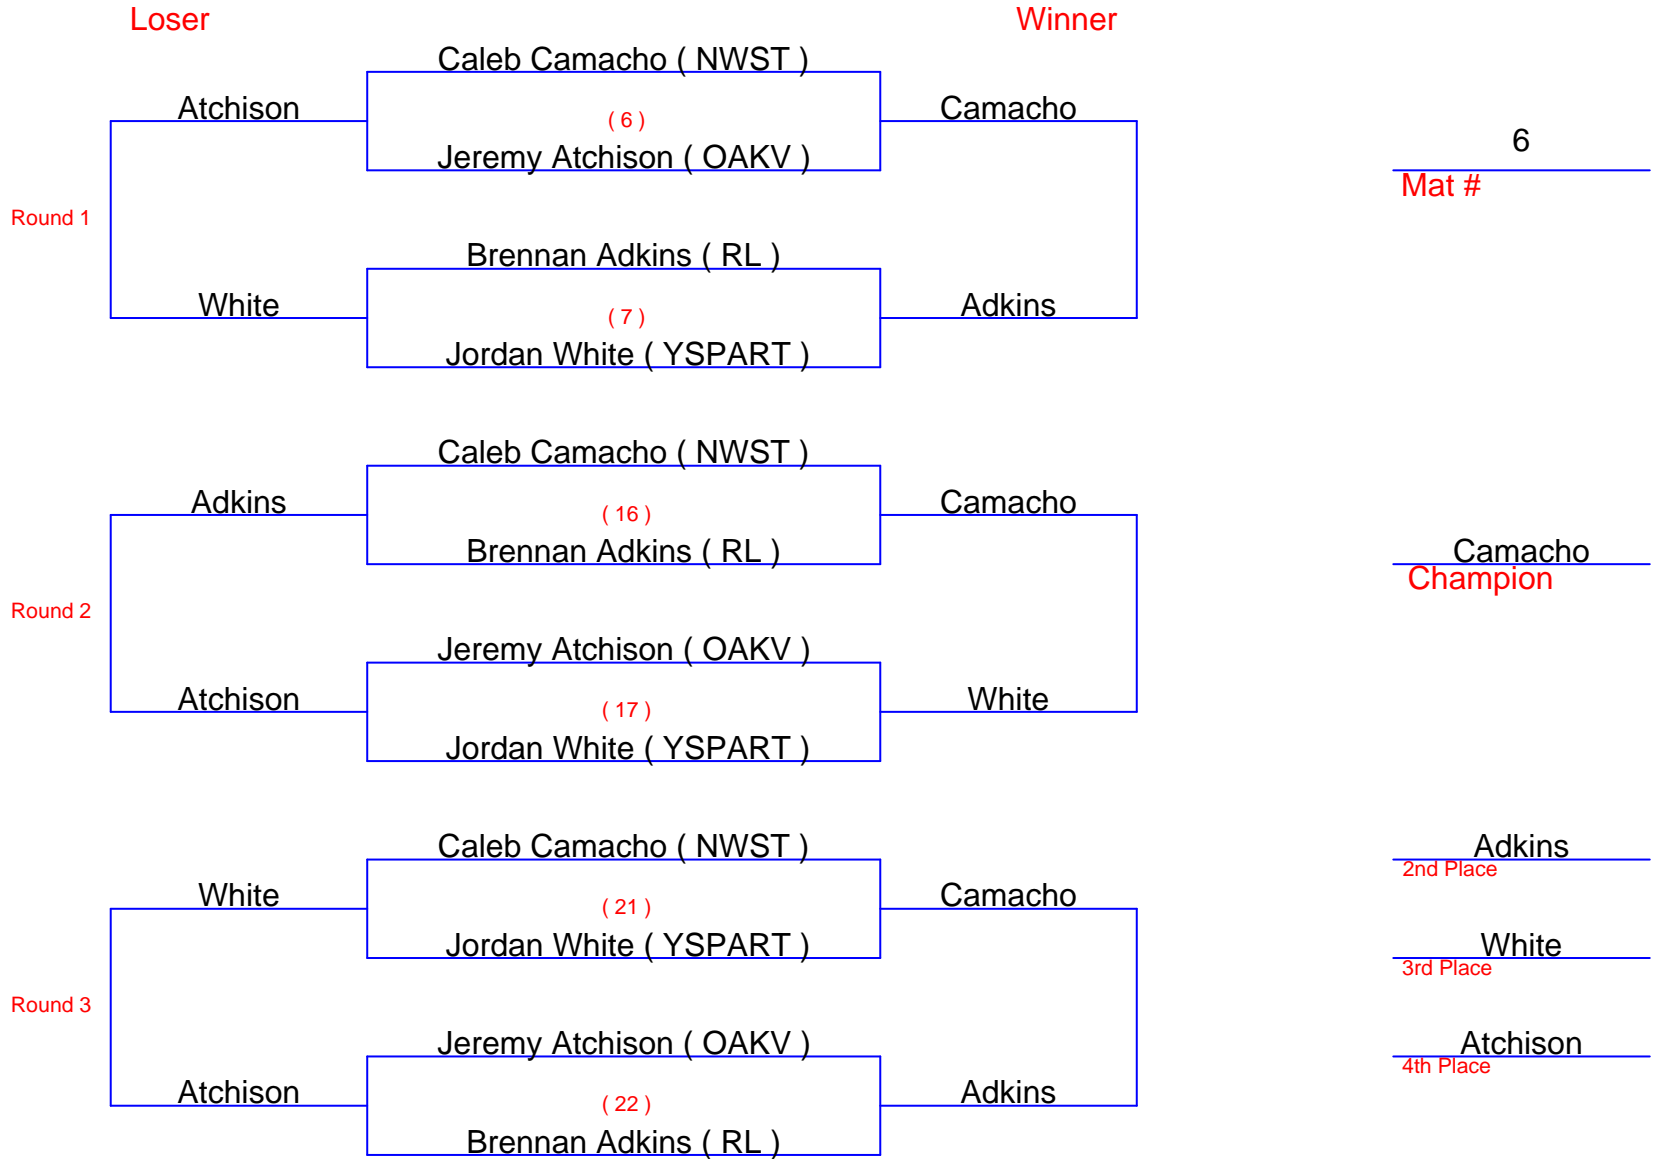 Loser
Winner
Caleb Camacho ( NWST )
Atchison
( 6 )
Camacho
Jeremy Atchison ( OAKV )
6
Mat #
Round 1
Brennan Adkins ( RL )
White
( 7 )
Adkins
Jordan White ( YSPART )
Caleb Camacho ( NWST )
Adkins
( 16 )
Camacho
Brennan Adkins ( RL )
Camacho
Champion
Round 2
Jeremy Atchison ( OAKV )
Atchison
( 17 )
White
Jordan White ( YSPART )
Caleb Camacho ( NWST )
Adkins
2nd Place
White
( 21 )
Camacho
Jordan White ( YSPART )
White
3rd Place
Round 3
Jeremy Atchison ( OAKV )
Atchison
4th Place
Atchison
( 22 )
Adkins
Brennan Adkins ( RL )